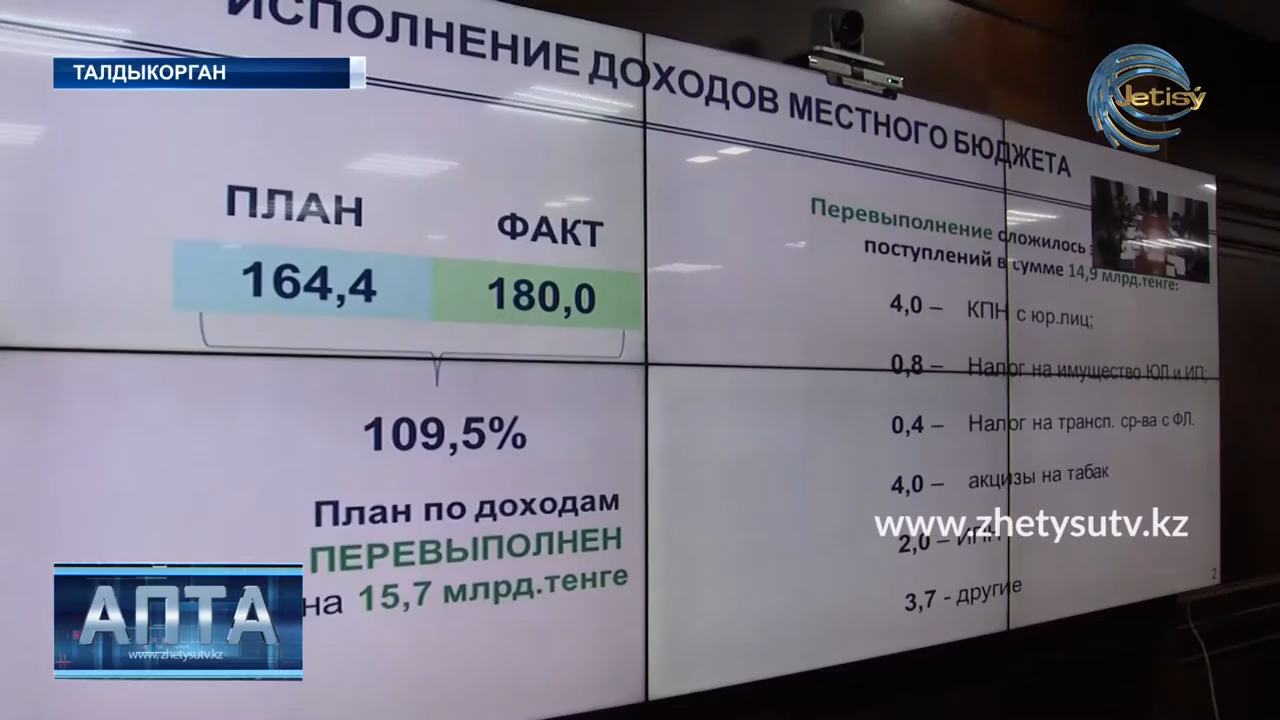 ИСПОЛНЕНИЕ ДОХОДОВ МЕСТНОГО БЮДЖЕТА
ТАЛДЫКОРГАН
Jetisý
ПЛАН
ФАКТ
164,4
180,0
109,5%
План по доходам
ПЕРЕВЫПОЛНЕН
на 15,7 млрд.тенге
Перевыполнение сложилось
поступлений в сумме 14,9 млрд.тенге:
4,0 – КПН с юр.лиц;
0,8 – Налог на имущество ЮЛ и ИП;
0,4 – Налог на трансп. ср-ва с ФЛ.
4,0 – акцизы на табак
www.zhetysutv.kz
2,0 – ИПН
3,7 - другие
2
АПТА
www.zhetysutv.kz